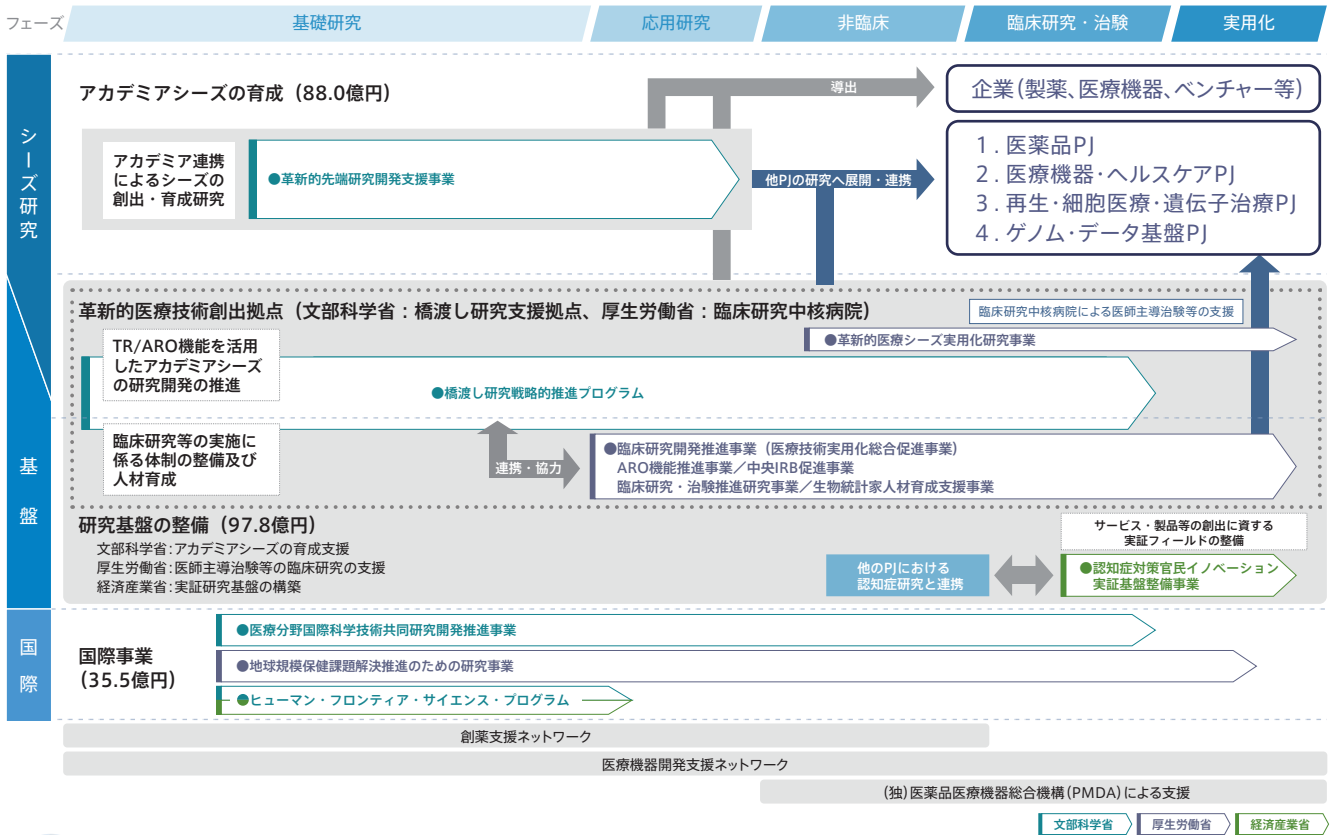 フェーズ
基礎研究
応用研究
非臨床
臨床研究・治験
実用化
シーズ研究
アカデミアシーズの育成（88.0億円）
導出
企業（製薬、医療機器、ベンチャー等）
アカデミア連携
によるシーズの
創出・育成研究
●革新的先端研究開発支援事業
他PJの研究へ展開・連携
1．医薬品PJ
2．医療機器・ヘルスケアPJ
3．再生・細胞医療・遺伝子治療PJ
4．ゲノム・データ基盤PJ
基盤
革新的医療技術創出拠点（文部科学省：橋渡し研究支援拠点、厚生労働省：臨床研究中核病院）
臨床研究中核病院による医師主導治験等の支援
●革新的医療シーズ実用化研究事業
TR/ARO機能を活用
したアカデミアシーズ
の研究開発の推進
●橋渡し研究戦略的推進プログラム
臨床研究等の実施に
係る体制の整備及び
人材育成
連携・協力
●臨床研究開発推進事業（医療技術実用化総合促進事業）
ARO機能推進事業／中央IRB促進事業
臨床研究・治験推進研究事業／生物統計家人材育成支援事業
研究基盤の整備（97.8億円）
文部科学省：アカデミアシーズの育成支援
厚生労働省：医師主導治験等の臨床研究の支援
経済産業省：実証研究基盤の構築
サービス・製品等の創出に資する
実証フィールドの整備
他のPJにおける
認知症研究と連携
●認知症対策官民イノベーション
実証基盤整備事業
国際
国際事業
（35.5億円）
●医療分野国際科学技術共同研究開発推進事業
●地球規模保健課題解決推進のための研究事業
●ヒューマン・フロンティア・サイエンス・プログラム
創薬支援ネットワーク
医療機器開発支援ネットワーク
（独）医薬品医療機器総合機構（PMDA）による支援
文部科学省
厚生労働省
経済産業省